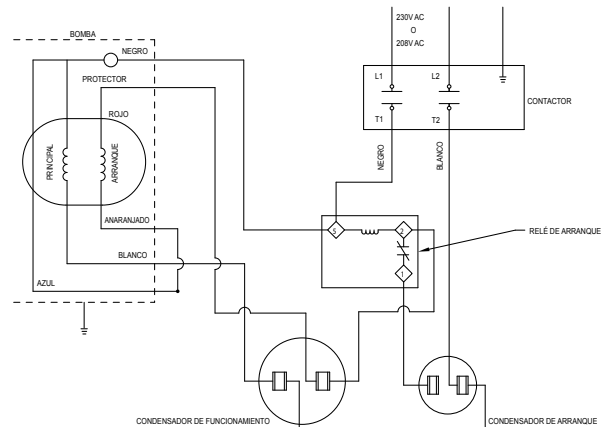 230V AC
O
208V AC
BOMBA
NEGRO
PROTECTOR
L1
L2
CONTACTOR
T1
T2
ROJO
PRINCIPAL
ARRANQUE
NEGRO
BLANCO
ANARANJADO
5
2
RELÉ DE ARRANQUE
BLANCO
1
AZUL
CONDENSADOR DE FUNCIONAMIENTO
CONDENSADOR DE ARRANQUE